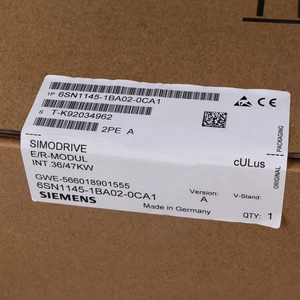 1P 6SN1145-1BA02-0CA1
S T-K92034962
2PE A
SIMODRIVE
E/R-MODUL
INT.36/47KW
GWE-566018901555
6SN1145-1BA02-0CA1
SIEMENS
Made in Germany
Version
A
V-Stand:
cULus
QTY: 1
ORIGINAL PACKAGING